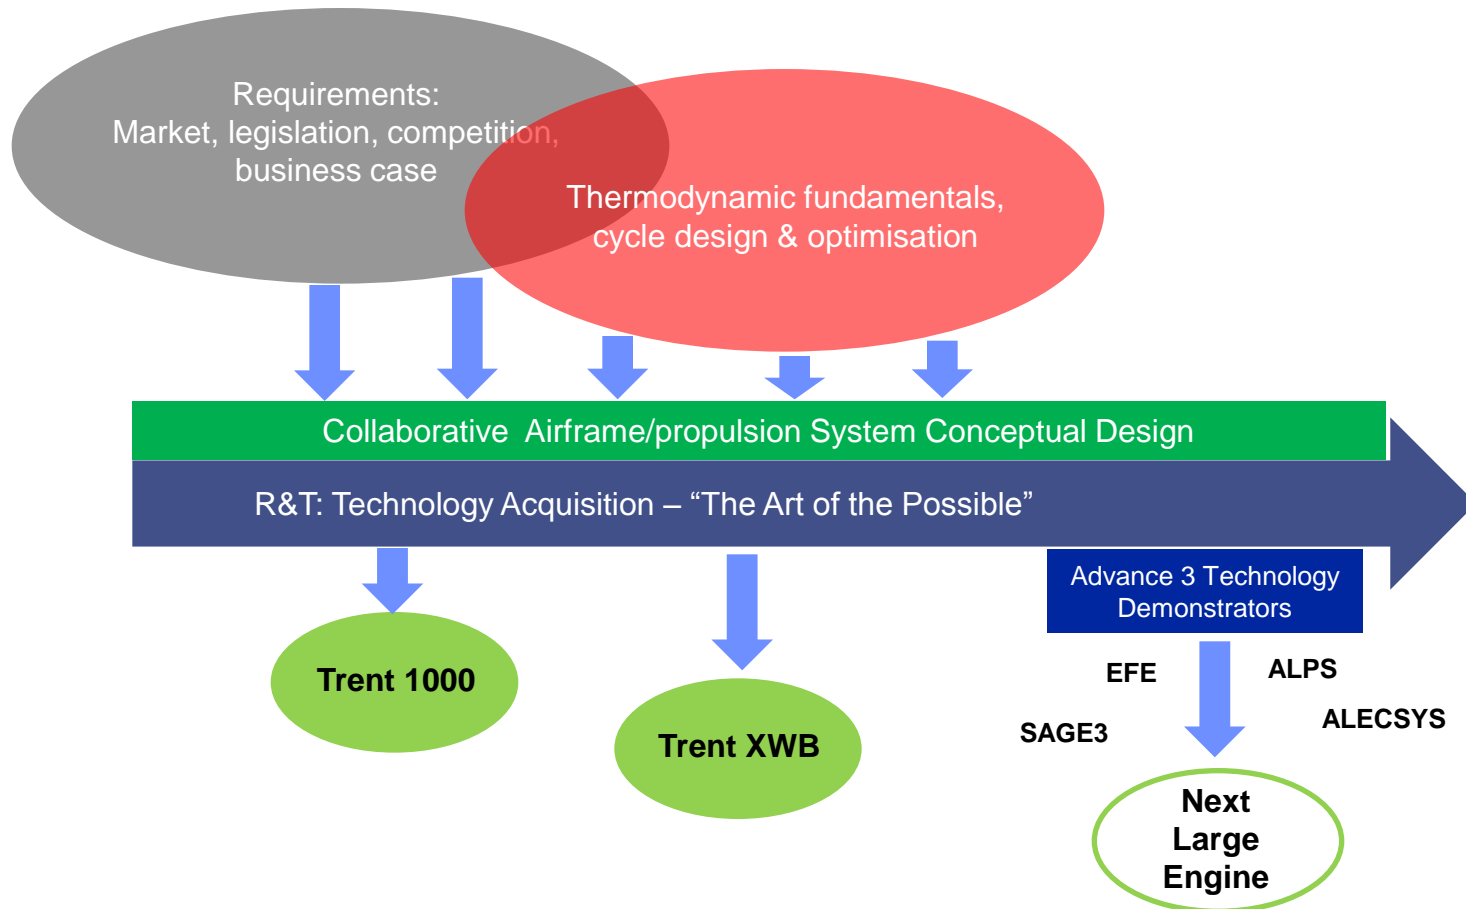 Requirements:
Market, legislation, competition,
business case
Thermodynamic fundamentals,
cycle design & optimisation
Collaborative Airframe/propulsion System Conceptual Design
R&T: Technology Acquisition – “The Art of the Possible”
Advance 3 Technology
Demonstrators
Trent 1000
Trent XWB
EFE
ALPS
SAGE3
ALECSYS
Next
Large
Engine